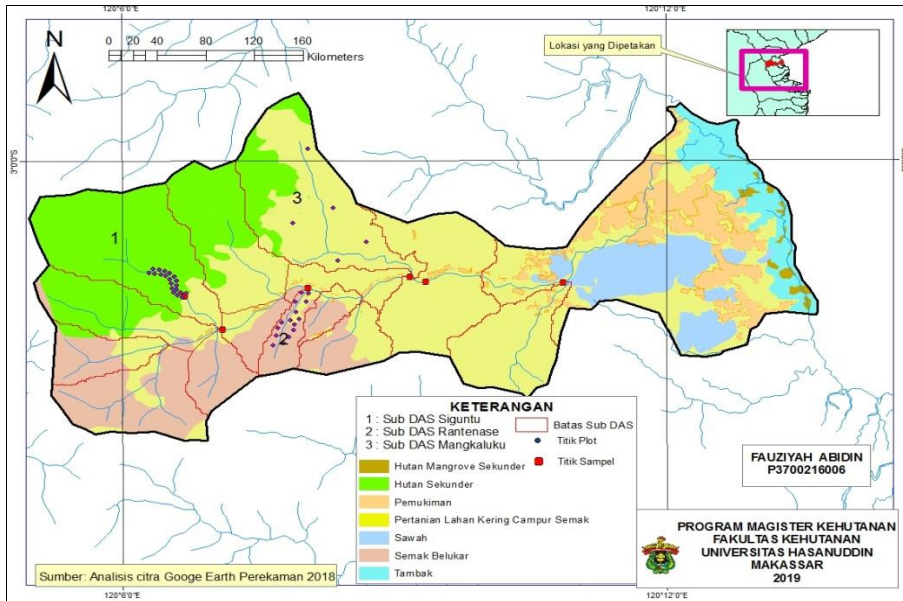 120°6'0"E
120°12'0"E
N
0 20 40 80 120 160
Kilometers
Lokasi yang Dipetakan
3°0'0"S
1
3
2
KETERANGAN
1 : Sub DAS Siguntu
2 : Sub DAS Rantenase
3 : Sub DAS Mangkaluku
Batas Sub DAS
Titik Plot
Titik Sampel
Hutan Mangrove Sekunder
Hutan Sekunder
Pemukiman
Pertanian Lahan Kering Campur Semak
Sawah
Semak Belukar
Tambak
FAUZIYAH ABIDIN
P3700216006
PROGRAM MAGISTER KEHUTANAN
FAKULTAS KEHUTANAN
UNIVERSITAS HASANUDDIN
MAKASSAR
2019
Sumber: Analisis citra Googe Earth Perekaman 2018
120°6'0"E
120°12'0"E